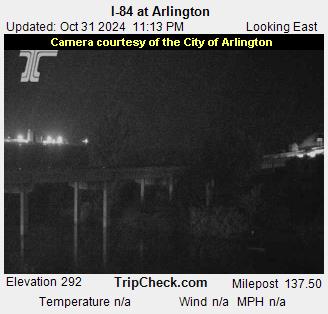 I-84 at Arlington
Updated: Oct 31 2024 11:13 PM Looking East
Camera courtesy of the City of Arlington
Elevation 292 TripCheck.com Milepost 137.50
Temperature n/a Wind n/a MPH n/a